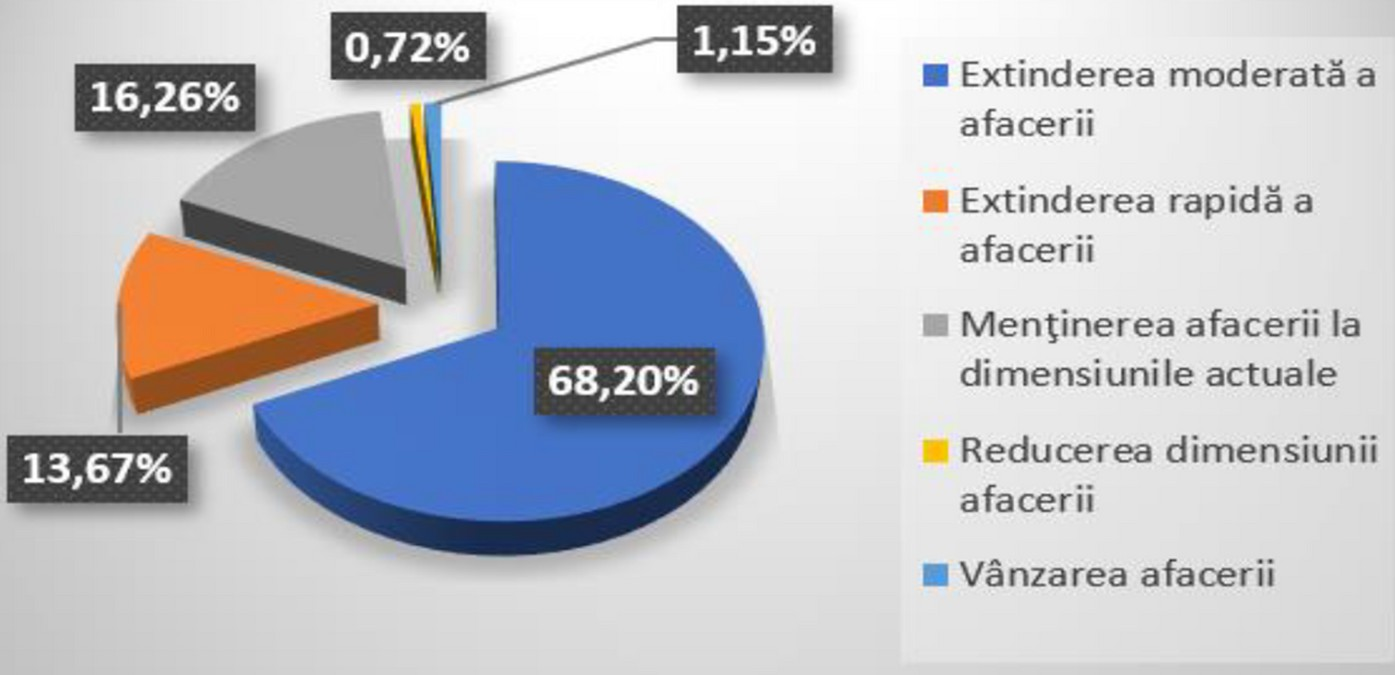 0,72%
1,15%
16,26%
68,20%
13,67%
Extinderea moderată a
afacerii
Extinderea rapidă a
afacerii
Menţinerea afacerii la
dimensiunile actuale
Reducerea dimensiunii
afacerii
Vânzarea afacerii